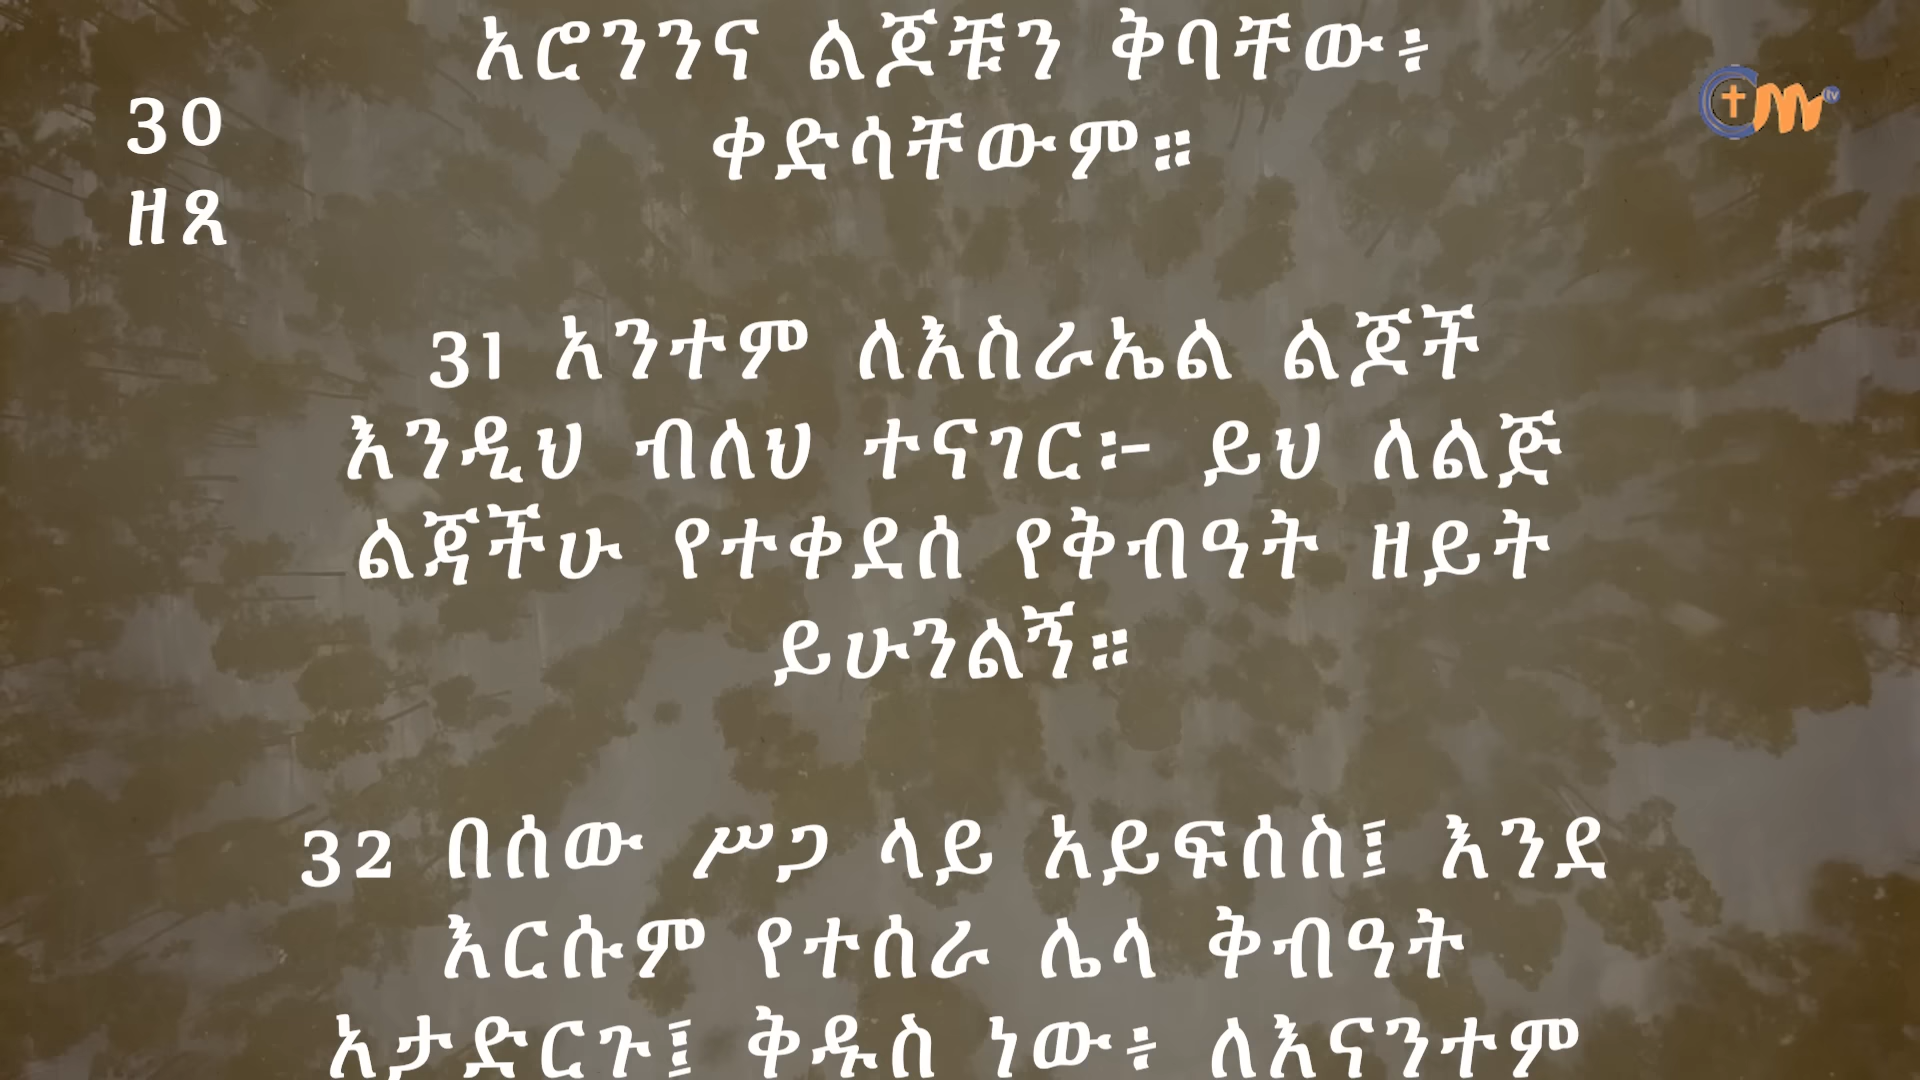 አሮንንና ልጆቹን ቅባቸው፥
ቀድሳቸውም።
30
ዘጸ
31 አንተም ለእስራኤል ልጆች
እንዲህ ብለህ ተናገር፦ ይህ ለልጅ
ልጃችሁ የተቀደሰ የቅብዓት ዘይት
ይሁንልኝ።
32 በሰው ሥጋ ላይ አይፍሰስ፤ እንደ
እርሱም የተሰራ ሌላ ቅብዓት
አታድርጉ፤ ቅዱስ ነው፥ ለእናንተም
tv